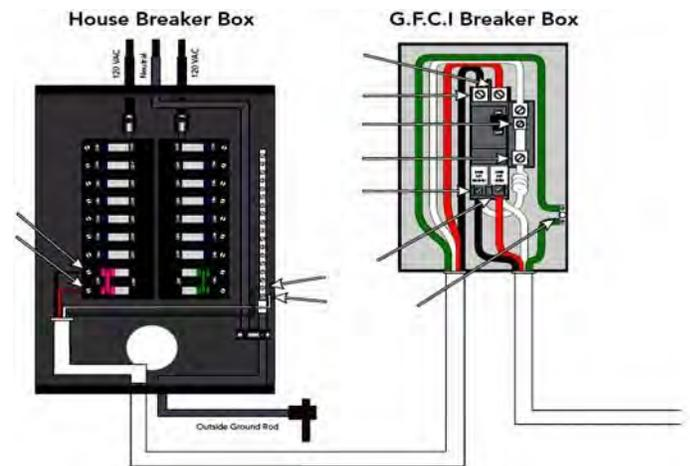 House Breaker Box
G.F.C.I Breaker Box
120 VAC
Neutral
120 VAC
Outside Ground Rod